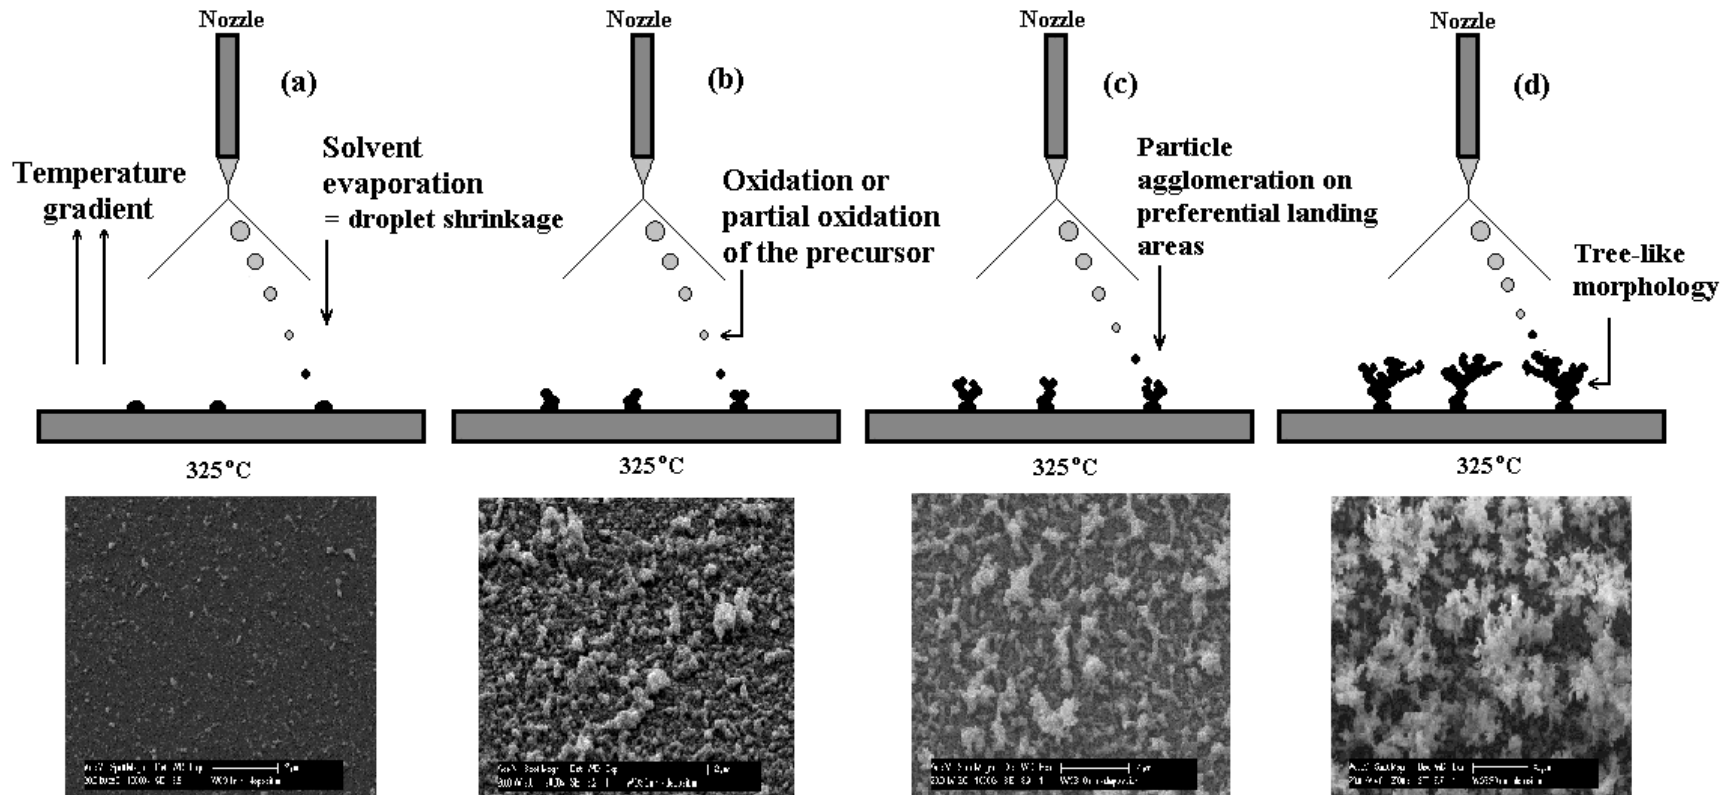 Nozzle
(a)
Temperature
gradient
Solvent
evaporation
= droplet shrinkage
325°C
Nozzle
(b)
Oxidation or
partial oxidation
of the precursor
325°C
Nozzle
(c)
Particle
agglomeration on
preferential landing
areas
325°C
Nozzle
(d)
Tree-like
morphology
325°C